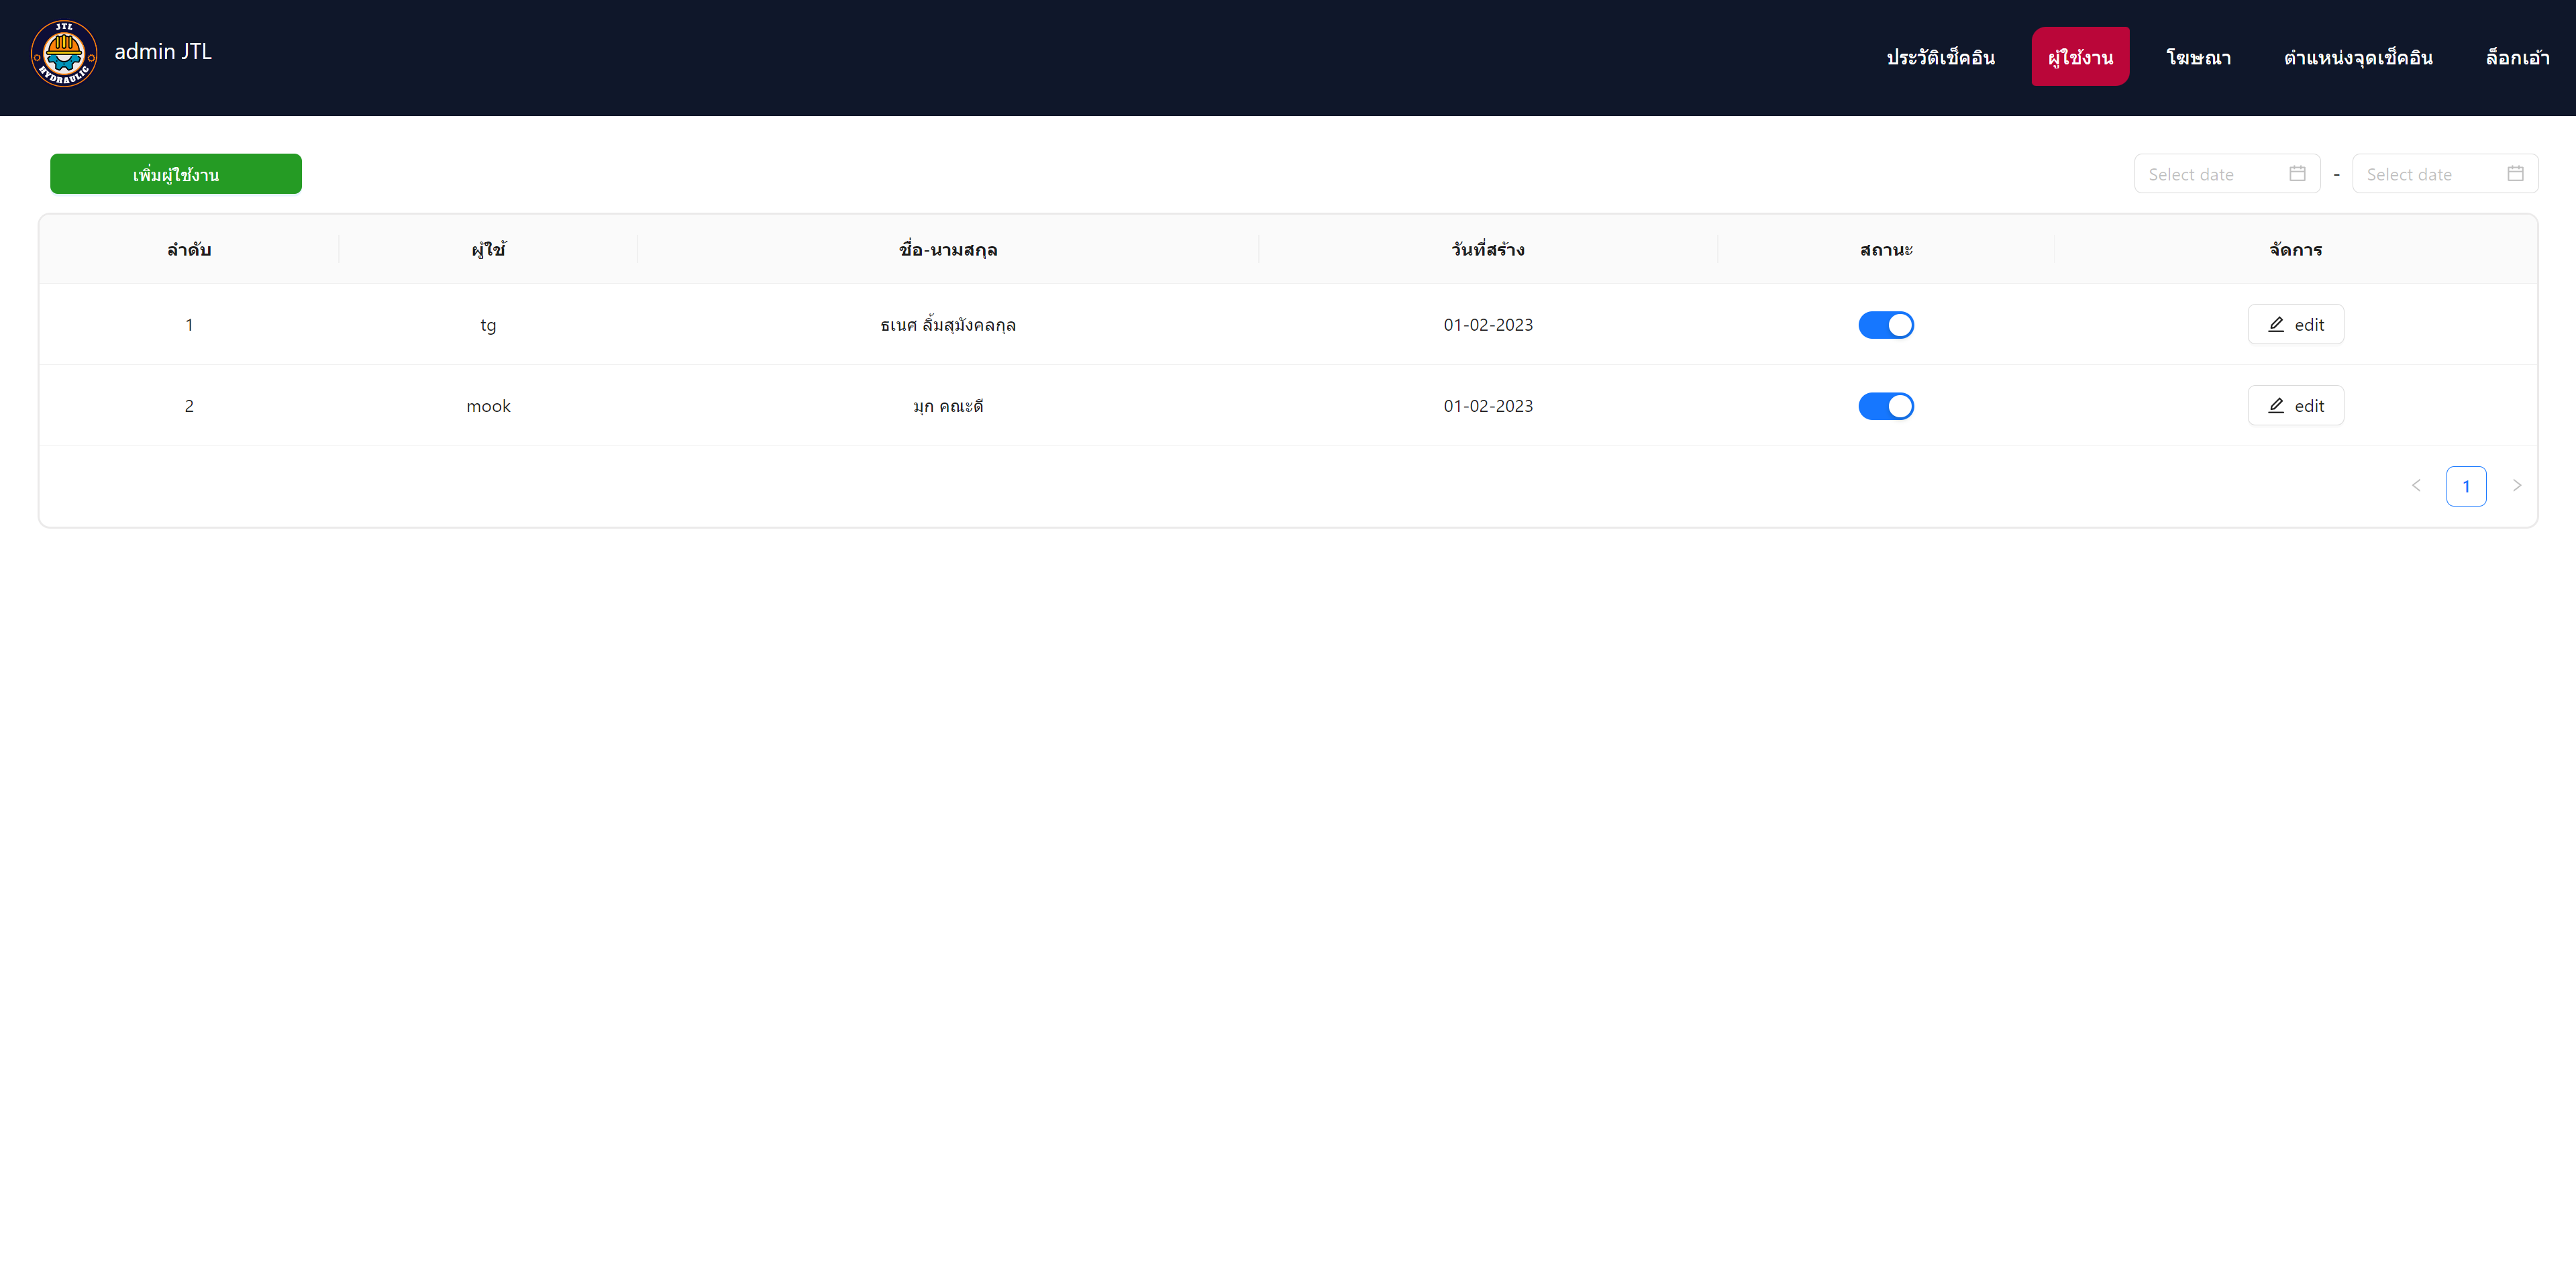 JTL
HYDRAULIC
admin JTL
ประวัติเช็คอิน ผู้ใช้งาน โฆษณา ตำแหน่งจุดเช็คอิน ล็อกเอ้า
เพิ่มผู้ใช้งาน
Select date - Select date
ลำดับ ผู้ใช้ ชื่อ-นามสกุล วันที่สร้าง สถานะ จัดการ
1 tg ธเนศ ลิ้มสุมังคลกุล 01-02-2023 edit
2 mook มุก คณะดี 01-02-2023 edit
< 1 >